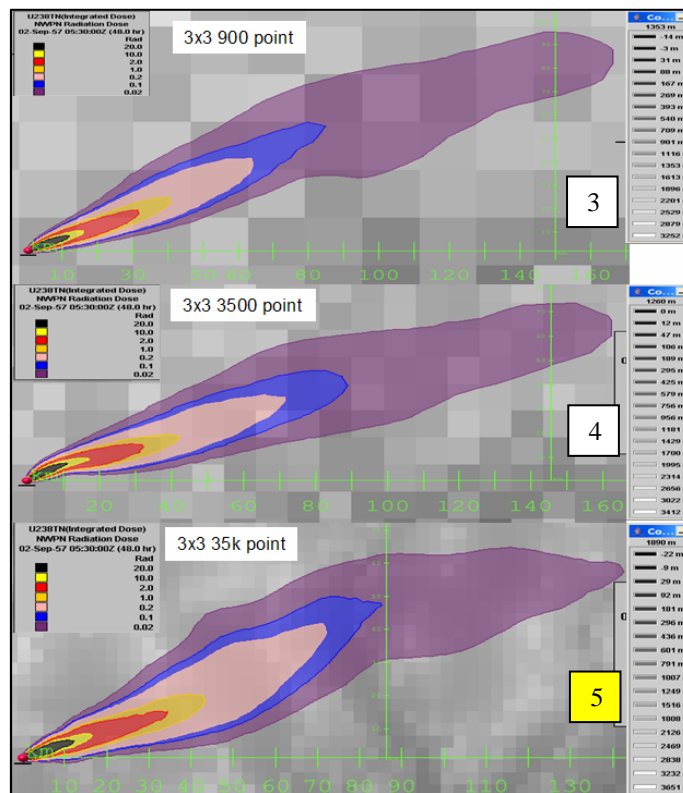 U238TN(Integrated Dose)
NWPN Radiation Dose
02-Sep-57 05:30:00Z (48.0 hr)
Rad
20.0
10.0
2.0
1.0
0.2
0.1
0.02
3x3 900 point
3
10 30 40 60 80 100 120 140 160
Co...
1353 m
-14 m
-3 m
31 m
88 m
167 m
269 m
393 m
540 m
709 m
901 m
1116 m
1353 m
1613 m
1896 m
2201 m
2529 m
2879 m
3252 m
U238TN(Integrated Dose)
NWPN Radiation Dose
02-Sep-57 05:30:00Z (48.0 hr)
Rad
20.0
10.0
2.0
1.0
0.2
0.1
0.02
3x3 3500 point
4
20 40 60 80 100 120 140 160
Co...
1260 m
0 m
12 m
47 m
106 m
189 m
295 m
425 m
579 m
756 m
956 m
1181 m
1429 m
1700 m
1995 m
2314 m
2656 m
3022 m
3412 m
U238TN(Integrated Dose)
NWPN Radiation Dose
02-Sep-57 05:30:00Z (48.0 hr)
Rad
20.0
10.0
2.0
1.0
0.2
0.1
0.02
3x3 35k point
5
Km
10 20 30 40 50 60 70 80 90 110 130
Co...
1890 m
-22 m
-9 m
29 m
92 m
181 m
296 m
436 m
601 m
791 m
1007 m
1249 m
1516 m
1808 m
2126 m
2469 m
2838 m
3232 m
3651 m